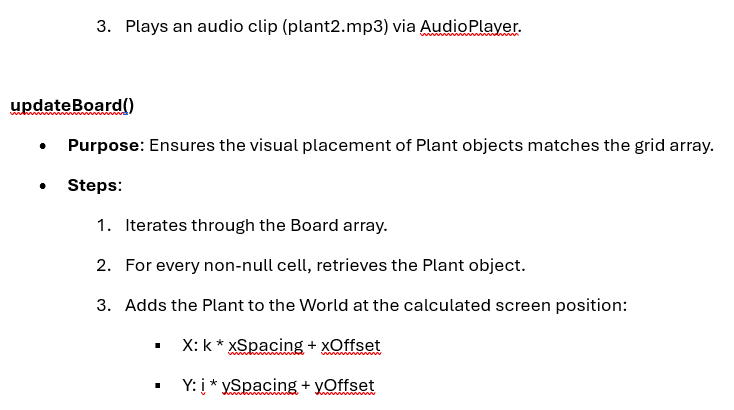 3. Plays an audio clip (plant2.mp3) via AudioPlayer.
updateBoard()
• Purpose: Ensures the visual placement of Plant objects matches the grid array.
• Steps:
1. Iterates through the Board array.
2. For every non-null cell, retrieves the Plant object.
3. Adds the Plant to the World at the calculated screen position:
▪ X: k * xSpacing + xOffset
▪ Y: i * ySpacing + yOffset